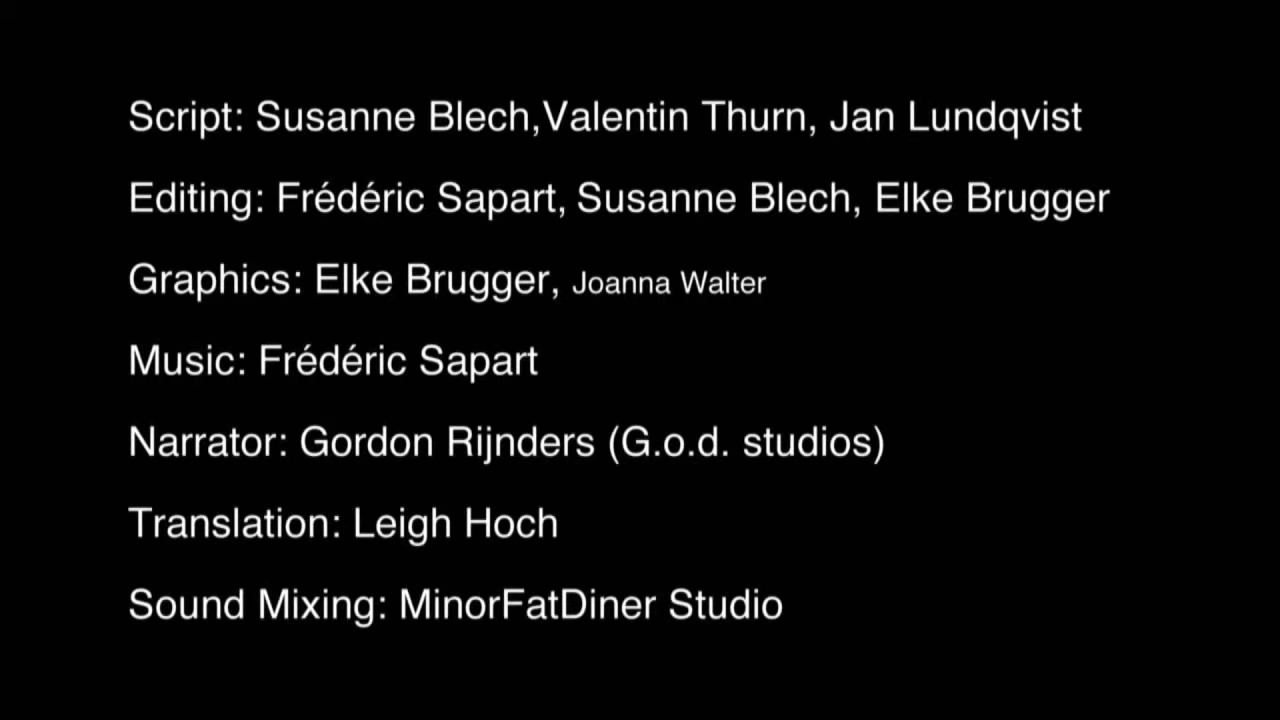 Script: Susanne Blech,Valentin Thurn, Jan Lundqvist
Editing: Frédéric Sapart, Susanne Blech, Elke Brugger
Graphics: Elke Brugger, Joanna Walter
Music: Frédéric Sapart
Narrator: Gordon Rijnders (G.o.d. studios)
Translation: Leigh Hoch
Sound Mixing: MinorFatDiner Studio